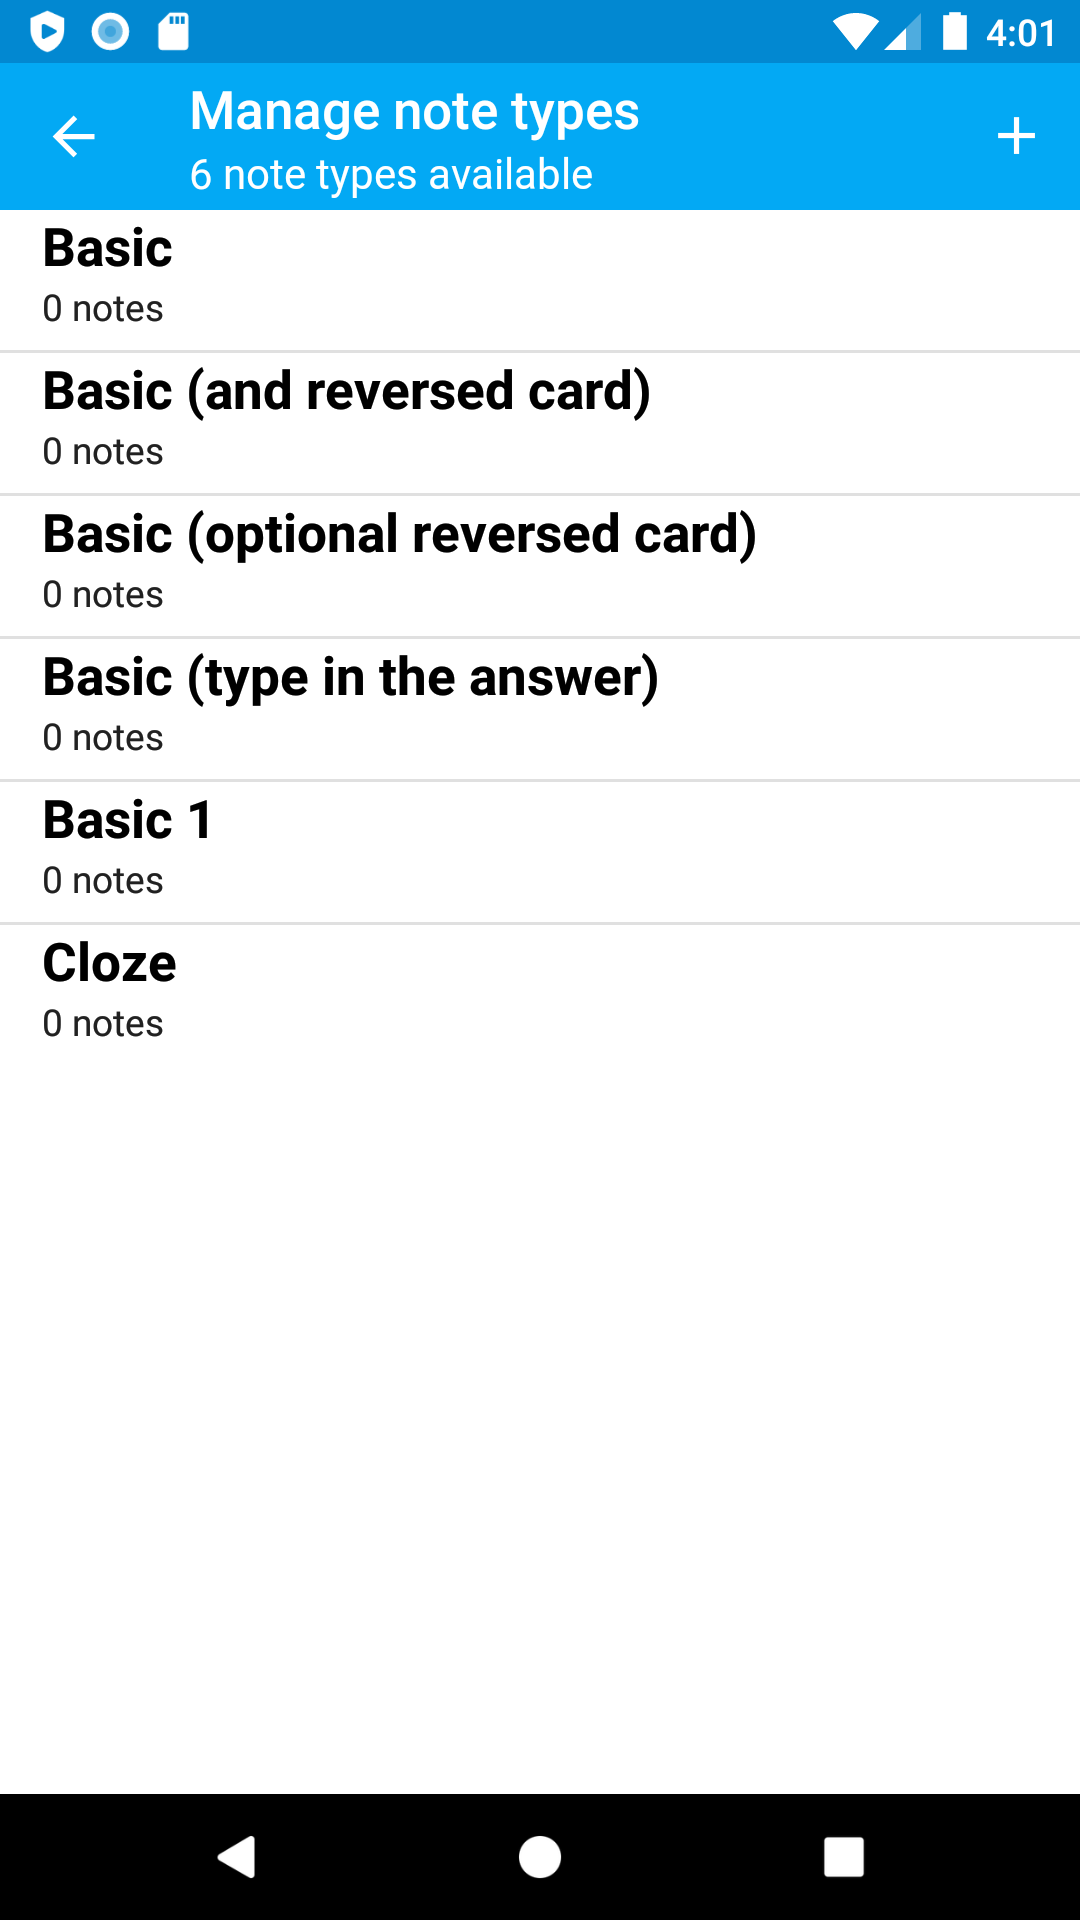 4:01
Manage note types
6 note types available
Basic
0 notes
Basic (and reversed card)
0 notes
Basic (optional reversed card)
0 notes
Basic (type in the answer)
0 notes
Basic 1
0 notes
Cloze
0 notes